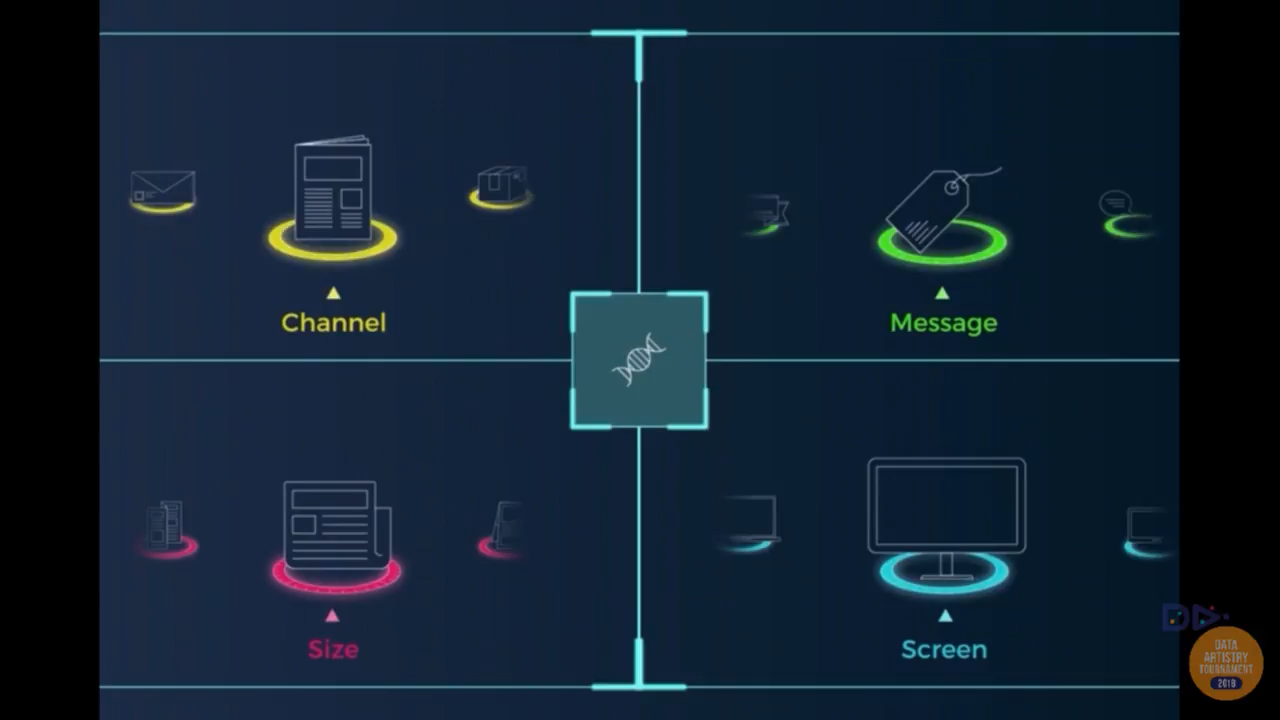 Channel
Message
Size
Screen
DATA
ARTISTRY
TOURNAMENT
2018